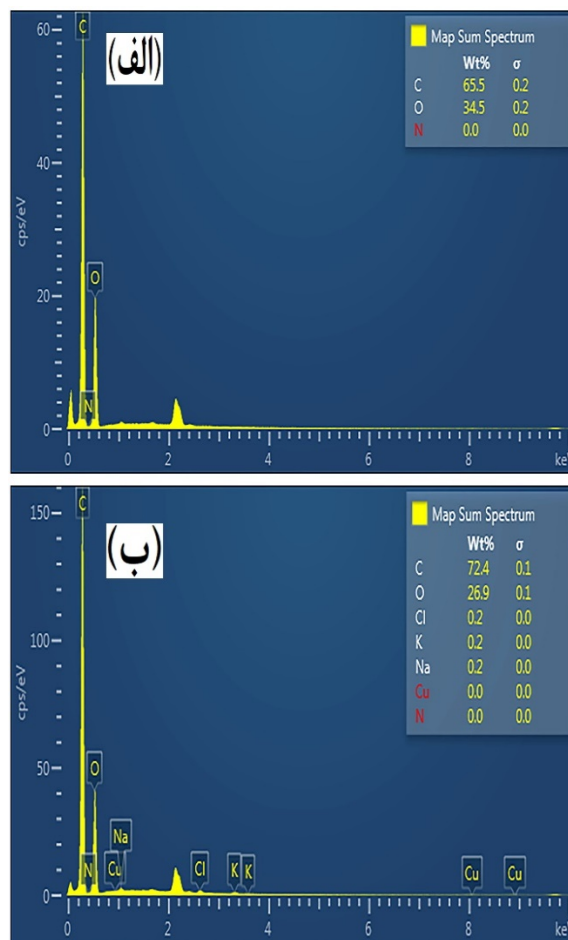 (الف)
Map Sum Spectrum
Wt% σ
C 65.5 0.2
O 34.5 0.2
N 0.0 0.0
cps/eV
60
40
20
0
C
O
N
0 2 4 6 8 ke
(ب)
Map Sum Spectrum
Wt% σ
C 72.4 0.1
O 26.9 0.1
Cl 0.2 0.0
K 0.2 0.0
Na 0.2 0.0
Cu 0.0 0.0
N 0.0 0.0
cps/eV
150
100
50
0
C
O
Na
N Cu Cl K K Cu Cu
0 2 4 6 8 ke